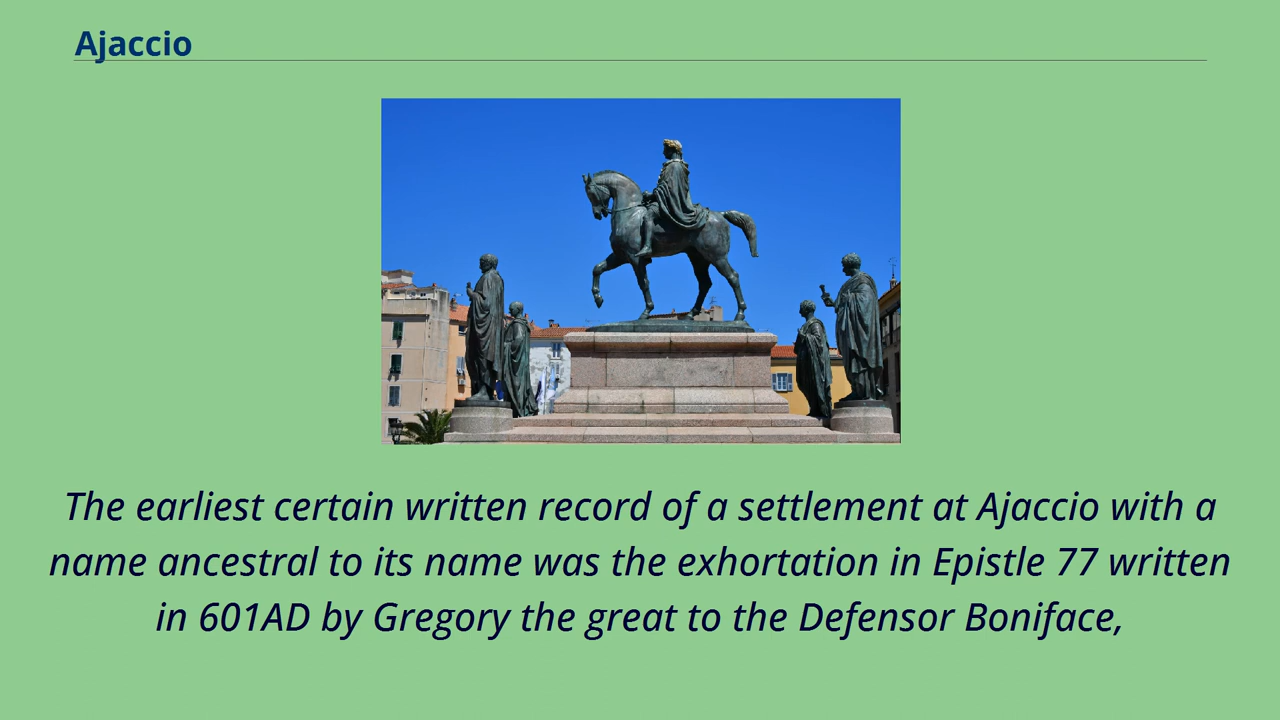 Ajaccio
The earliest certain written record of a settlement at Ajaccio with a
name ancestral to its name was the exhortation in Epistle 77 written
in 601AD by Gregory the great to the Defensor Boniface,